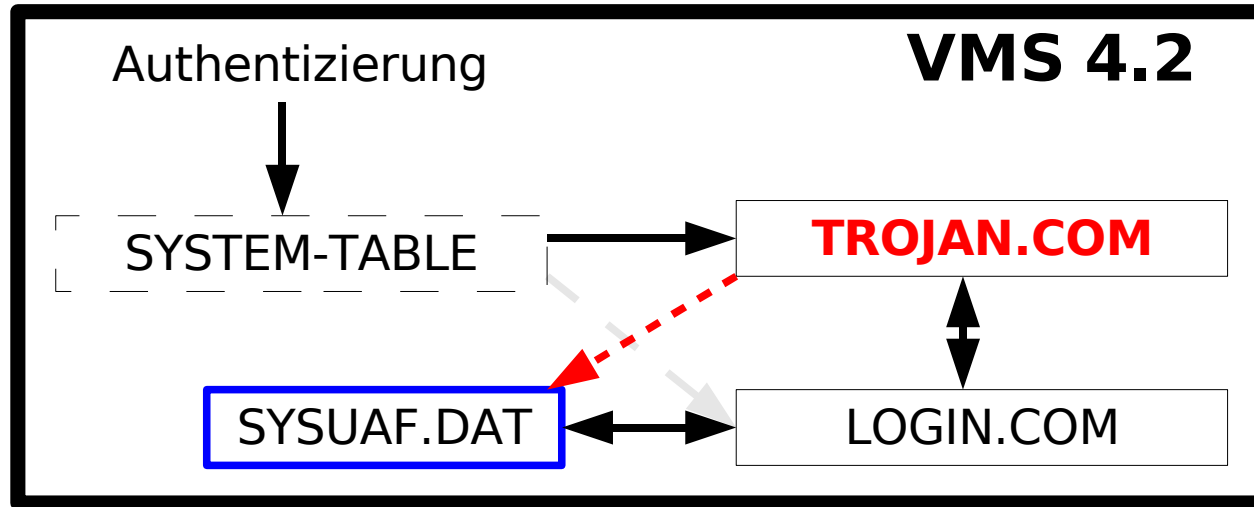 Authentizierung
VMS 4.2
SYSTEM-TABLE
TROJAN.COM
SYSUAF.DAT
LOGIN.COM